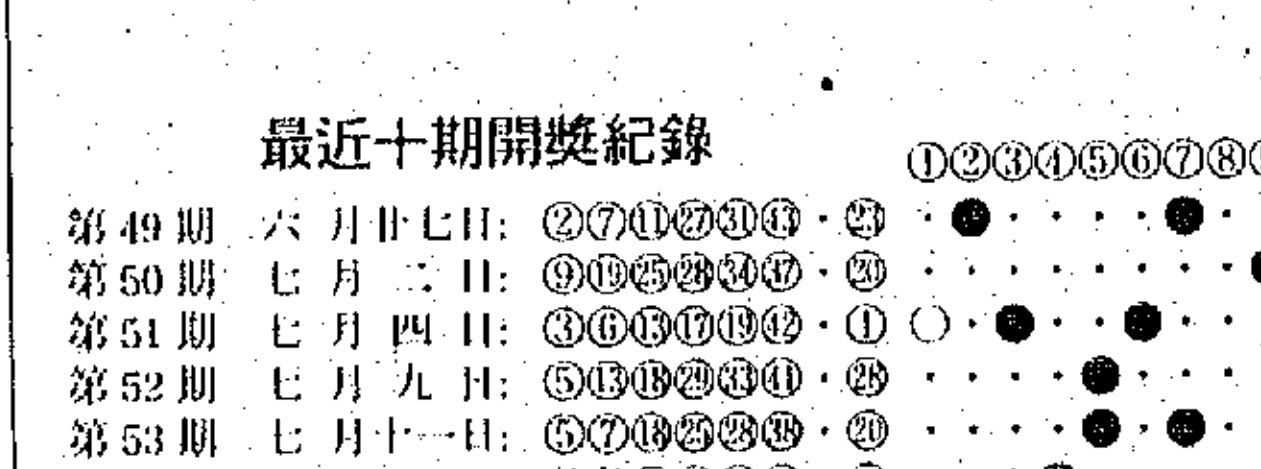 最近十期開獎紀錄
①②③④⑤⑥⑦⑧
第49期 六月廿七日: ②⑦⑪㉗㉛㊸・㉓
第50期 七月二日: ⑨⑲㉕㉘㉞㊲・⑳
第51期 七月四日: ③⑥⑬⑰⑲㊷・①
第52期 七月九日: ⑤⑬⑱㉙㉝㊶・㉘
第53期 七月十一日: ⑤⑦⑱㉕㉘㊳・⑳